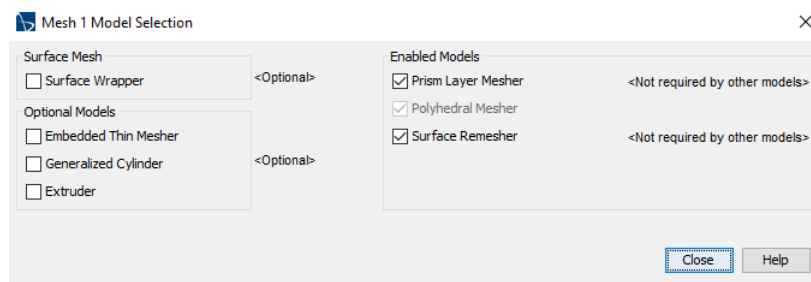 Mesh 1 Model Selection
Surface Mesh
Surface Wrapper
<Optional>
Optional Models
Embedded Thin Mesher
Generalized Cylinder
<Optional>
Extruder
Enabled Models
Prism Layer Mesher
<Not required by other models>
Polyhedral Mesher
Surface Remesher
<Not required by other models>
Close
Help